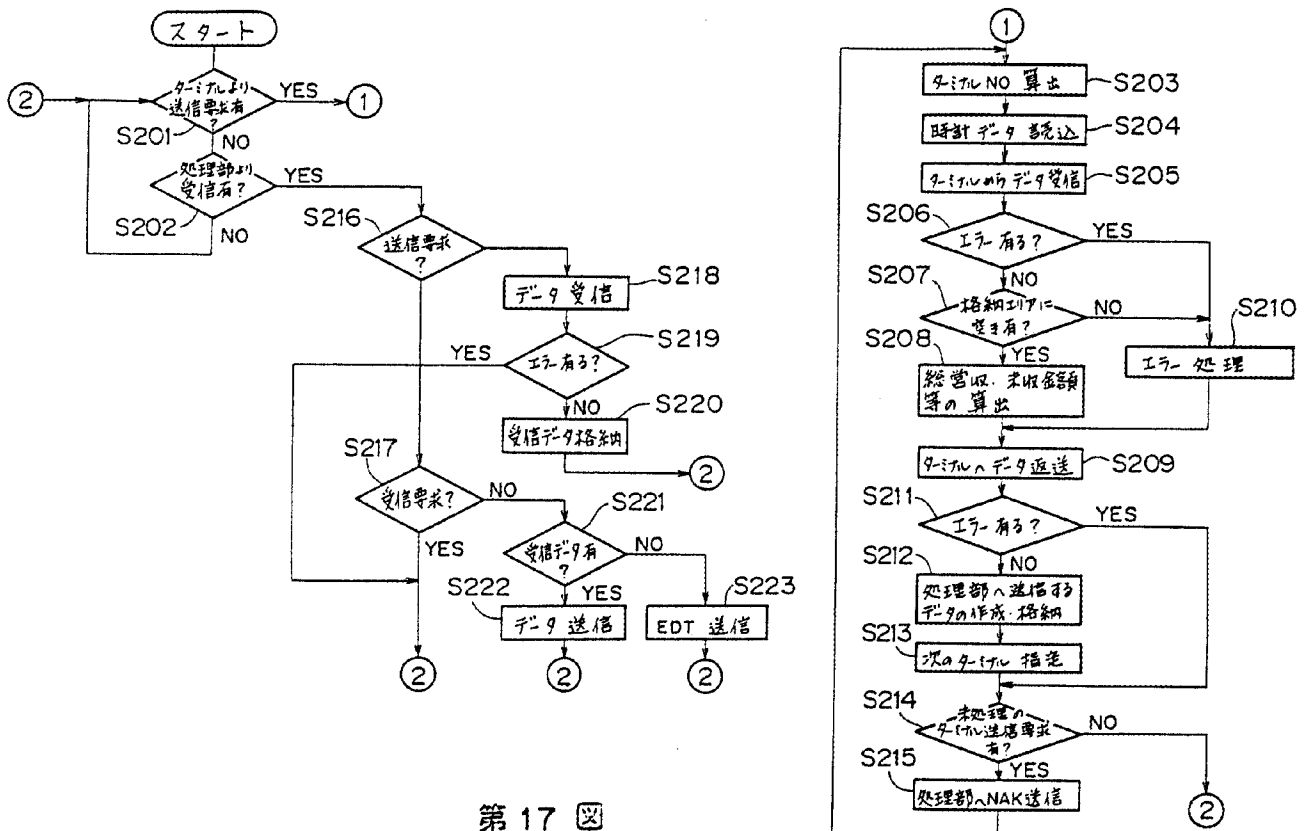 スタート
②
ターミナルより
送信要求有
?
YES
①
S201
NO
処理部より
受信有?
YES
S202
NO
S216
送信要求
?
S218
データ 受信
S219
YES
エラー有る?
NO
S220
受信データ格納
②
S217
受信要求?
NO
YES
S221
受信データ有
?
NO
YES
S222
データ 送信
S223
EDT 送信
②
②
②
①
ターミナルNO 算出
S203
時計データ 読込
S204
ターミナルからデータ受信
S205
S206
エラー有る?
YES
NO
S207
格納エリアに
空き有?
NO
YES
S210
エラー 処理
S208
総営収・未収金額
等の 算出
ターミナルへデータ返送
S209
S211
エラー有る?
YES
NO
S212
処理部へ送信する
データの作成・格納
S213
次のターミナル 指定
S214
未処理の
ターミナル送信要求
有?
NO
YES
S215
処理部へNAK送信
②
第 17 図